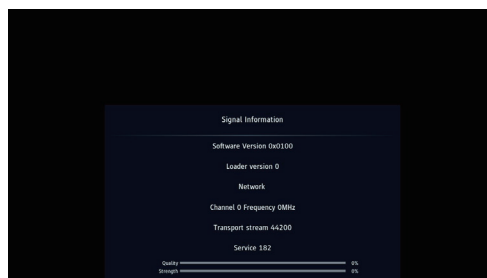 Signal Information
Software Version 0x0100
Loader version 0
Network
Channel 0 Frequency 0MHz
Transport stream 44200
Service 182
Quality 0%
Strength 0%